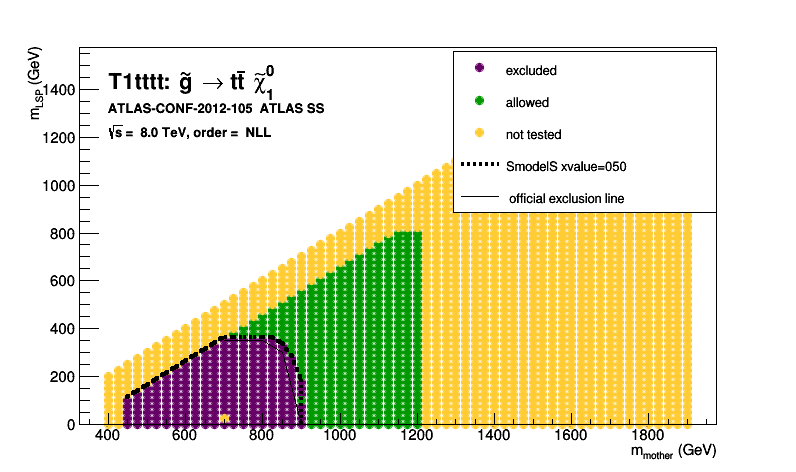 m_LSP (GeV)
1400
1200
1000
800
600
400
200
0
T1tttt: g̃ → tt̄ χ̃₁⁰
ATLAS-CONF-2012-105 ATLAS SS
√s = 8.0 TeV, order = NLL
excluded
allowed
not tested
SmodelS xvalue=050
official exclusion line
400 600 800 1000 1200 1400 1600 1800
m_mother (GeV)